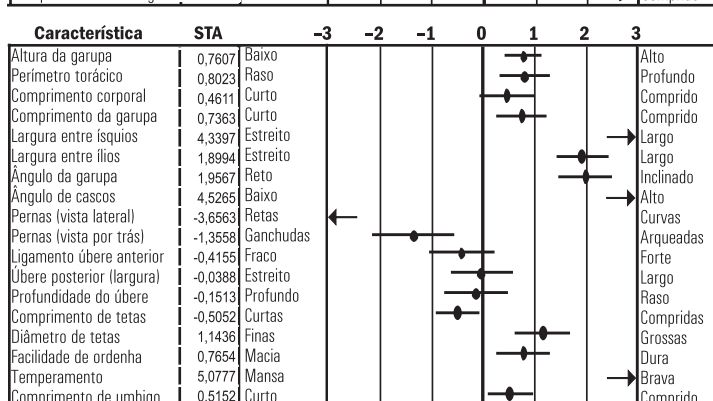 Característica STA −3 −2 −1 0 1 2 3
Altura da garupa 0,7607 Baixo Alto
Perímetro torácico 0,8023 Raso Profundo
Comprimento corporal 0,4611 Curto Comprido
Comprimento da garupa 0,7363 Curto Comprido
Largura entre ísquios 4,3397 Estreito Largo
Largura entre ílios 1,8994 Estreito Largo
Ângulo da garupa 1,9567 Reto Inclinado
Ângulo de cascos 4,5265 Baixo Alto
Pernas (vista lateral) -3,6563 Retas Curvas
Pernas (vista por trás) -1,3558 Ganchudas Arqueadas
Ligamento úbere anterior -0,4155 Fraco Forte
Úbere posterior (largura) -0,0388 Estreito Largo
Profundidade do úbere -0,1513 Profundo Raso
Comprimento de tetas -0,5052 Curtas Compridas
Diâmetro de tetas 1,1436 Finas Grossas
Facilidade de ordenha 0,7654 Macia Dura
Temperamento 5,0777 Mansa Brava
Comprimento de umbigo 0,5152 Curto Comprido